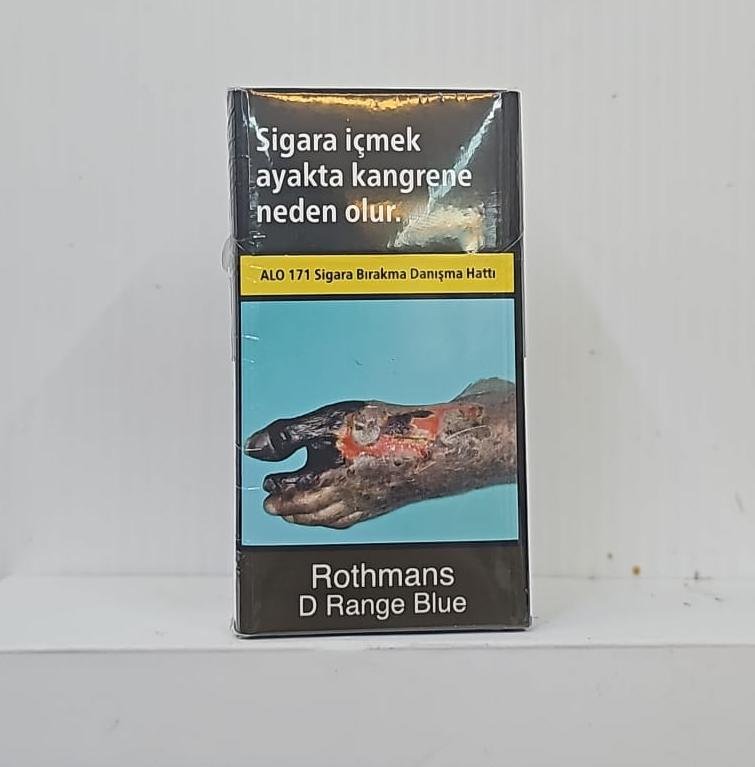 Sigara içmek
ayakta kangrene
neden olur.
ALO 171 Sigara Bırakma Danışma Hattı
Rothmans
D Range Blue